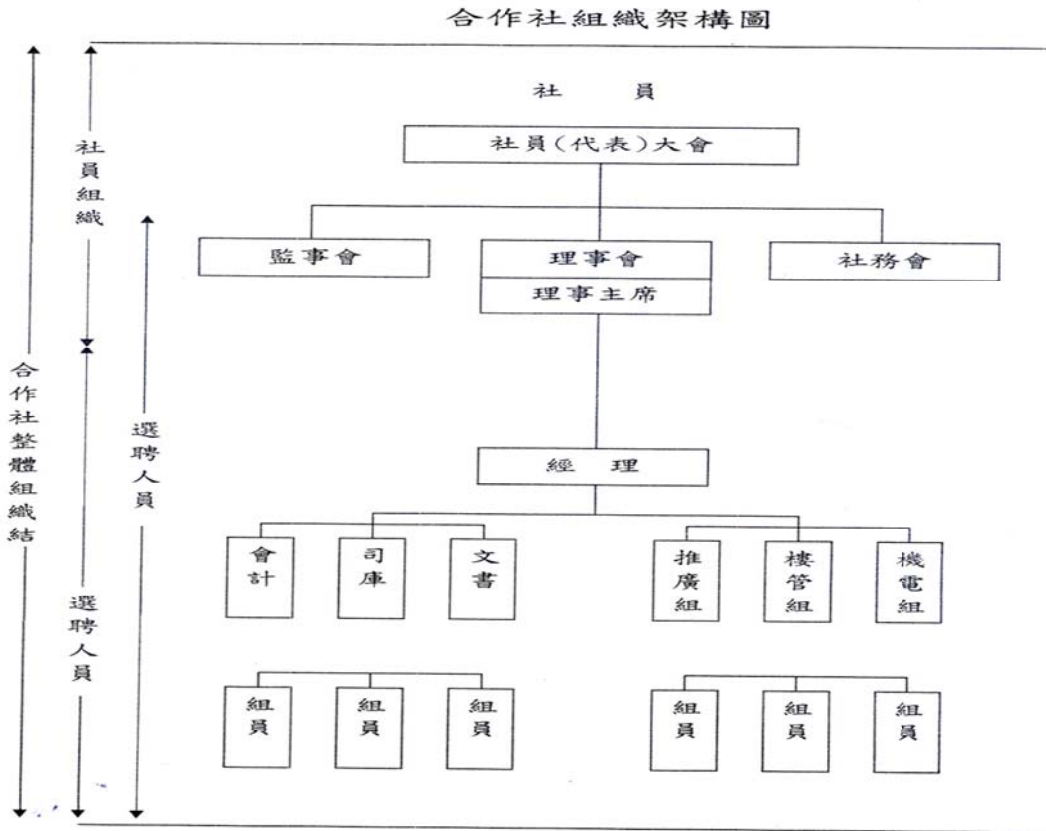 合作社組織架構圖
社員
社員(代表)大會
監事會
理事會
社務會
理事主席
經理
會計
司庫
文書
推廣組
樓管組
機電組
組員
組員
組員
組員
組員
組員
合作社整體組織結
社員組織
選聘人員
選聘人員